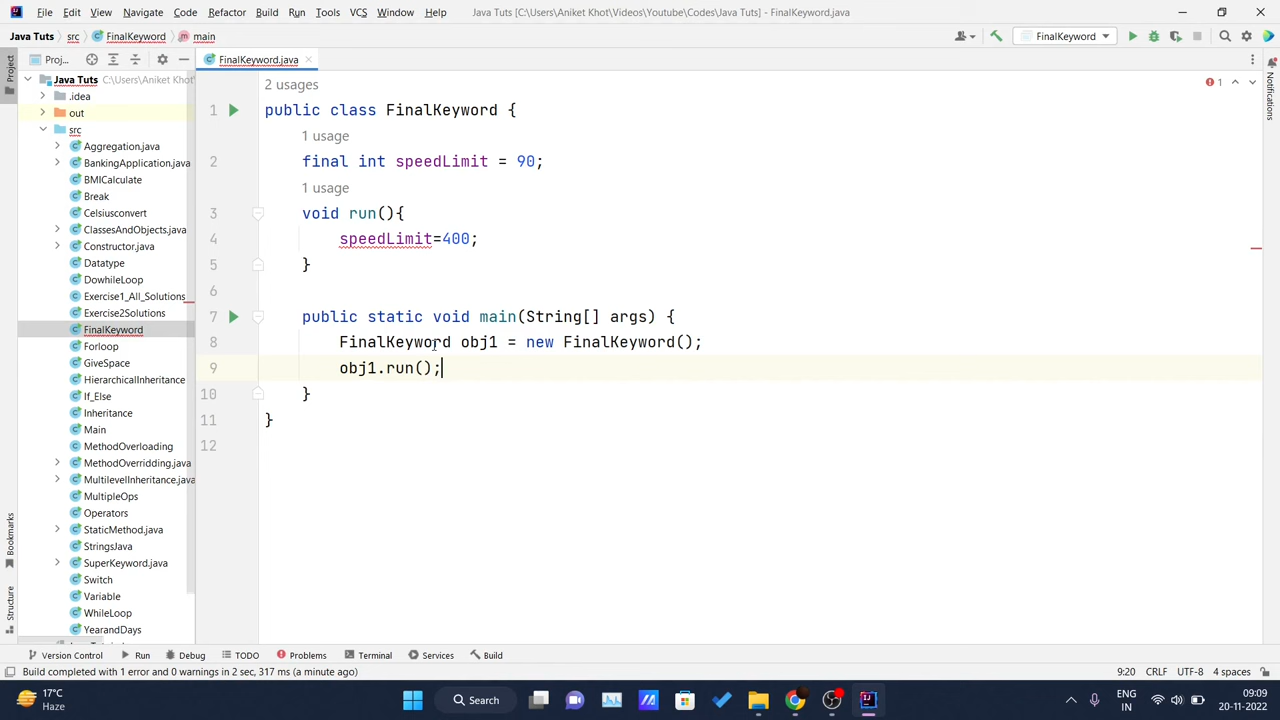 File Edit View Navigate Code Refactor Build Run Tools VCS Window Help Java Tuts [C:\Users\Aniket Khot\Videos\Youtube\Codes\Java Tuts] - FinalKeyword.java
Java Tuts src FinalKeyword main FinalKeyword
Project Proj... FinalKeyword.java
Java Tuts C:\Users\Aniket Khot\
.idea
out
src
Aggregation.java
BankingApplication.java
BMICalculate
Break
Celsiusconvert
ClassesAndObjects.java
Constructor.java
Datatype
DowhileLoop
Exercise1_All_Solutions
Exercise2Solutions
FinalKeyword
Forloop
GiveSpace
HierarchicalInheritance
If_Else
Inheritance
Main
MethodOverloading
MethodOverridding.java
MultilevelInheritance.java
MultipleOps
Operators
StaticMethod.java
StringsJava
SuperKeyword.java
Switch
Variable
WhileLoop
YearandDays
Bookmarks
Structure
2 usages
1 public class FinalKeyword {
1 usage
2 final int speedLimit = 90;
1 usage
3 void run(){
4 speedLimit=400;
5 }
6
7 public static void main(String[] args) {
8 FinalKeyword obj1 = new FinalKeyword();
9 obj1.run();
10 }
11 }
12
1
Notifications
Version Control Run Debug TODO Problems Terminal Services Build
Build completed with 1 error and 0 warnings in 2 sec, 317 ms (a minute ago) 9:20 CRLF UTF-8 4 spaces
17°C
Haze
Search
ENG
IN
09:09
20-11-2022